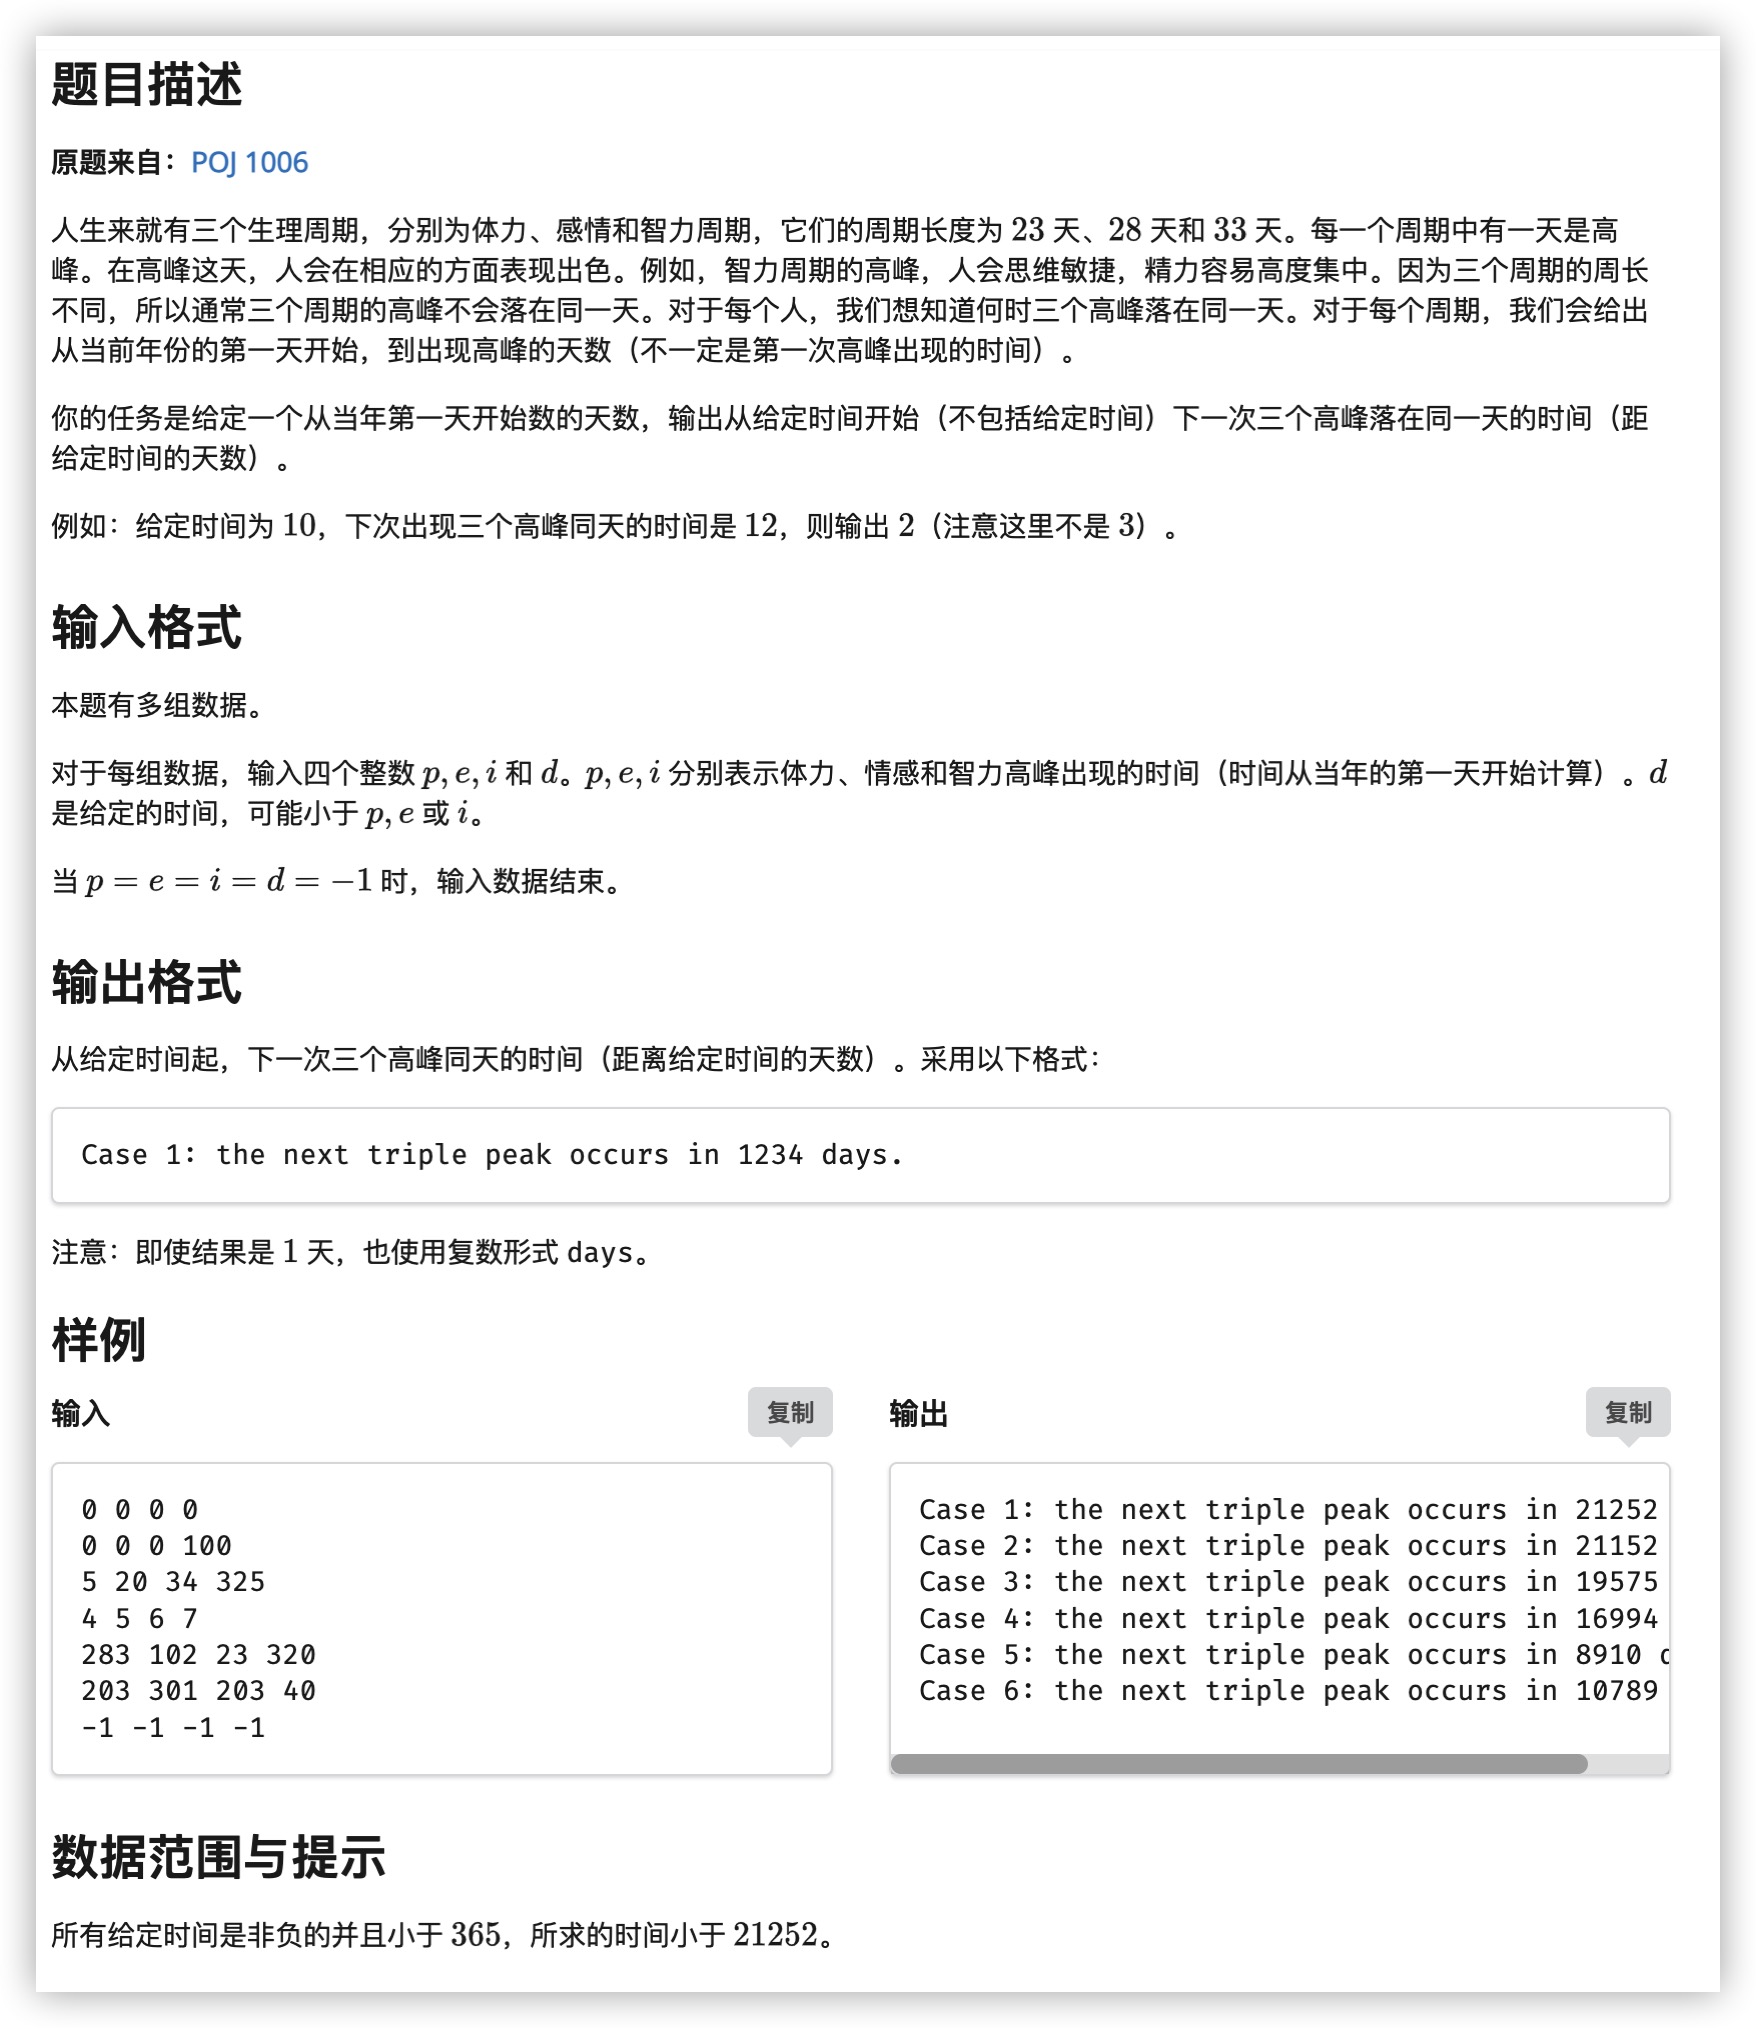 题目描述
原题来自：POJ 1006
人生来就有三个生理周期，分别为体力、感情和智力周期，它们的周期长度为 23 天、28 天和 33 天。每一个周期中有一天是高
峰。在高峰这天，人会在相应的方面表现出色。例如，智力周期的高峰，人会思维敏捷，精力容易高度集中。因为三个周期的周长
不同，所以通常三个周期的高峰不会落在同一天。对于每个人，我们想知道何时三个高峰落在同一天。对于每个周期，我们会给出
从当前年份的第一天开始，到出现高峰的天数（不一定是第一次高峰出现的时间）。
你的任务是给定一个从当年第一天开始数的天数，输出从给定时间开始（不包括给定时间）下一次三个高峰落在同一天的时间（距
给定时间的天数）。
例如：给定时间为 10，下次出现三个高峰同天的时间是 12，则输出 2（注意这里不是 3）。
输入格式
本题有多组数据。
对于每组数据，输入四个整数 p, e, i 和 d。p, e, i 分别表示体力、情感和智力高峰出现的时间（时间从当年的第一天开始计算）。d
是给定的时间，可能小于 p, e 或 i。
当 p = e = i = d = −1 时，输入数据结束。
输出格式
从给定时间起，下一次三个高峰同天的时间（距离给定时间的天数）。采用以下格式：
Case 1: the next triple peak occurs in 1234 days.
注意：即使结果是 1 天，也使用复数形式 days。
样例
输入
复制
0 0 0 0
0 0 0 100
5 20 34 325
4 5 6 7
283 102 23 320
203 301 203 40
-1 -1 -1 -1
输出
复制
Case 1: the next triple peak occurs in 21252
Case 2: the next triple peak occurs in 21152
Case 3: the next triple peak occurs in 19575
Case 4: the next triple peak occurs in 16994
Case 5: the next triple peak occurs in 8910
Case 6: the next triple peak occurs in 10789
数据范围与提示
所有给定时间是非负的并且小于 365，所求的时间小于 21252。